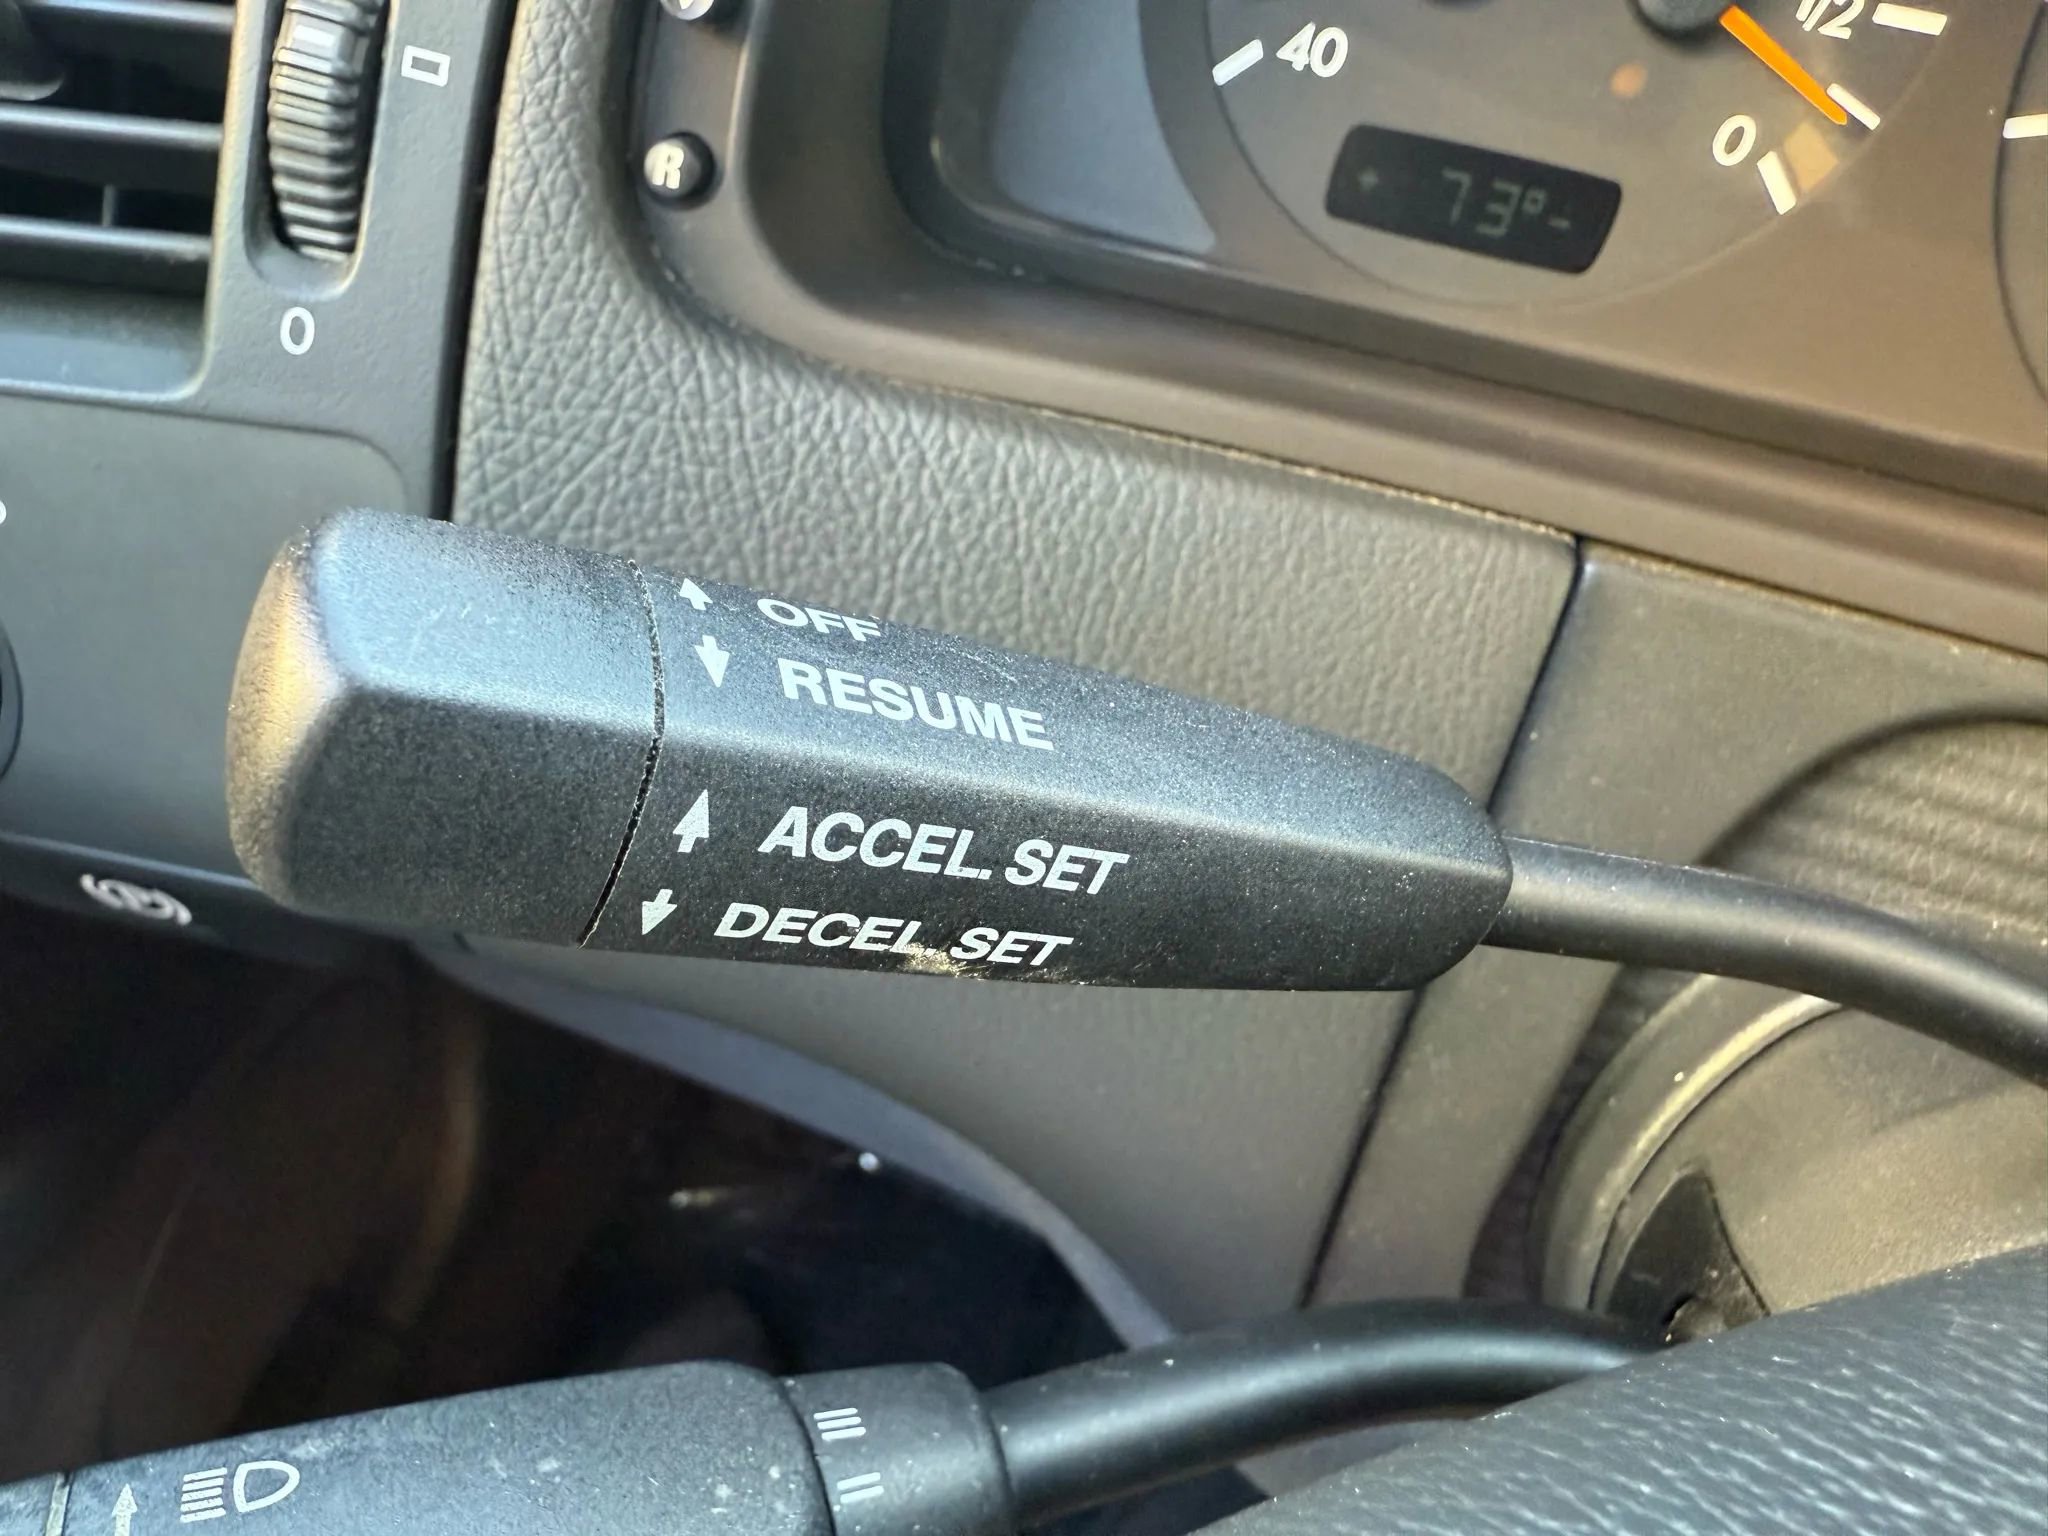 1/2
40
0
R
+ 73°-
0
OFF
RESUME
ACCEL. SET
DECEL. SET